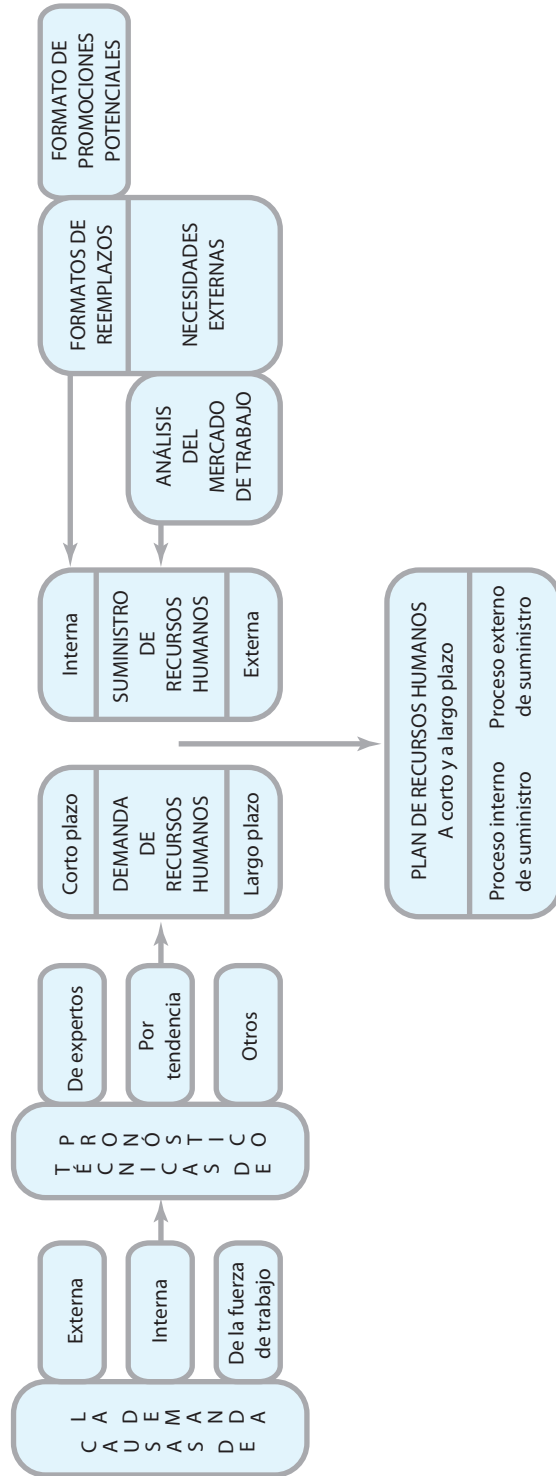 CAUSAS DE
LA DEMANDA
Externa
Interna
De la fuerza
de trabajo
TÉCNICAS DE
PRONÓSTICO
De expertos
Por
tendencia
Otros
Corto plazo
DEMANDA
DE
RECURSOS
HUMANOS
Largo plazo
Interna
SUMINISTRO
DE
RECURSOS
HUMANOS
Externa
ANÁLISIS
DEL
MERCADO
DE TRABAJO
FORMATOS DE
REEMPLAZOS
NECESIDADES
EXTERNAS
FORMATO DE
PROMOCIONES
POTENCIALES
PLAN DE RECURSOS HUMANOS
A corto y a largo plazo
Proceso interno
de suministro
Proceso externo
de suministro